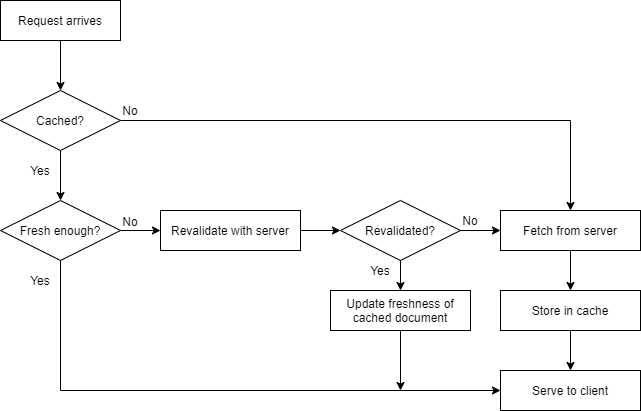 Request arrives
Cached?
No
Yes
Fresh enough?
No
Revalidate with server
Revalidated?
No
Fetch from server
Yes
Yes
Update freshness of
cached document
Store in cache
Serve to client